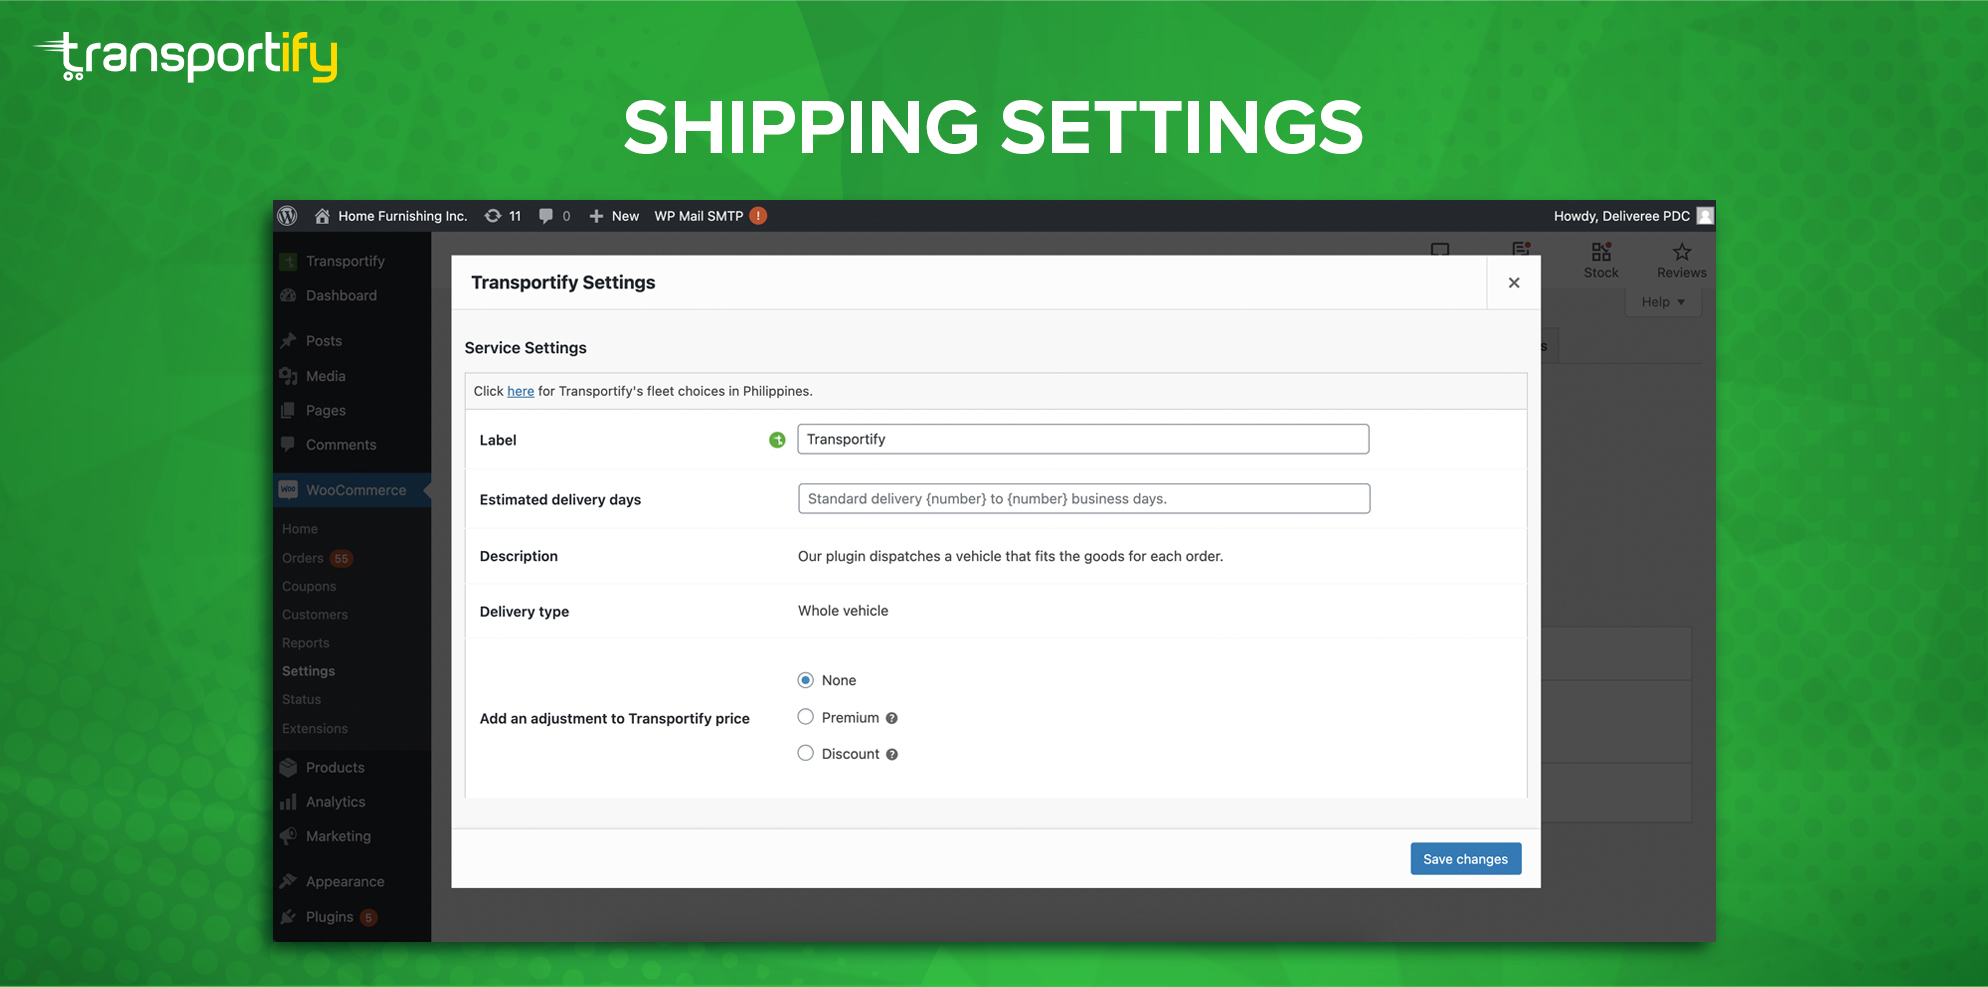 transportify
SHIPPING SETTINGS
Home Furnishing Inc. 11 0 New WP Mail SMTP ! Howdy, Deliveree PDC
Transportify
Dashboard
Posts
Media
Pages
Comments
WooCommerce
Home
Orders 55
Coupons
Customers
Reports
Settings
Status
Extensions
Products
Analytics
Marketing
Appearance
Plugins 5
Stock Reviews
Help
s
Transportify Settings
Service Settings
Click here for Transportify's fleet choices in Philippines.
Label Transportify
Estimated delivery days Standard delivery {number} to {number} business days.
Description Our plugin dispatches a vehicle that fits the goods for each order.
Delivery type Whole vehicle
Add an adjustment to Transportify price
None
Premium ?
Discount ?
Save changes